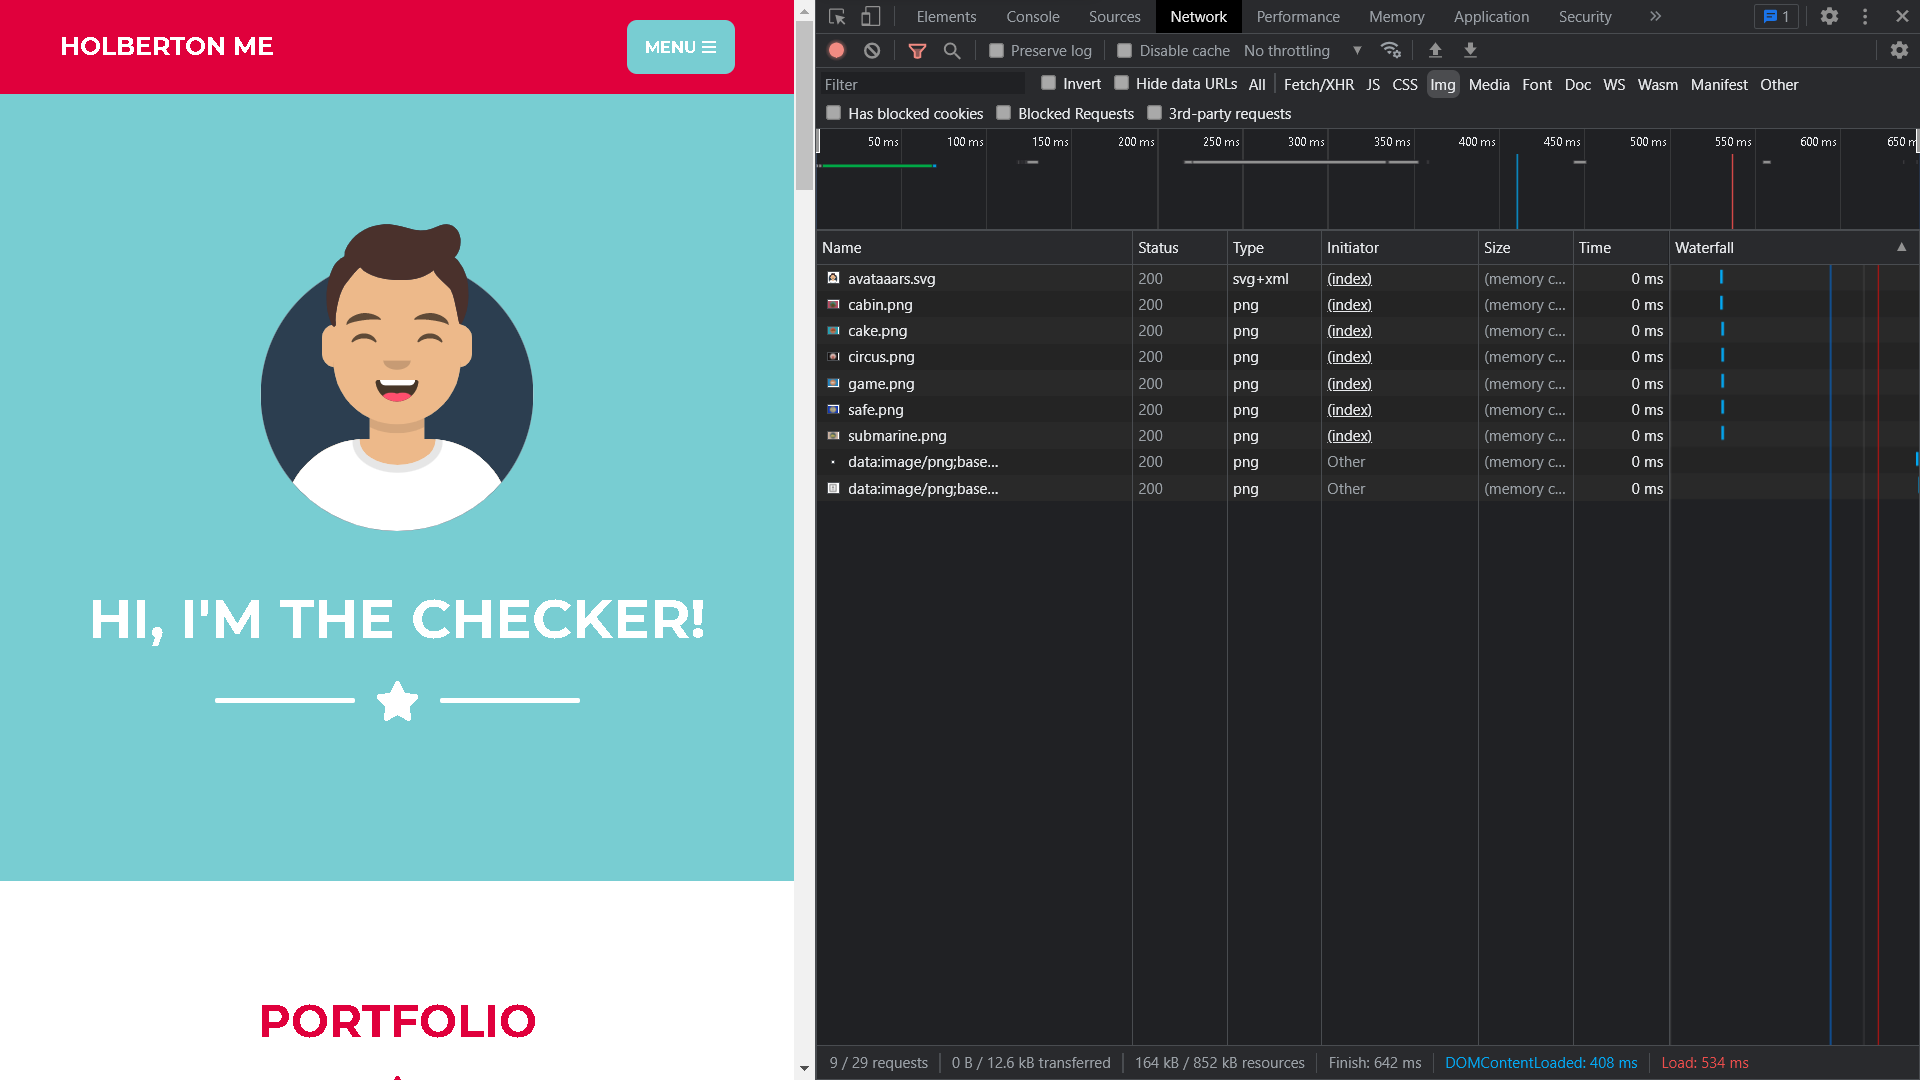 HOLBERTON ME
MENU
HI, I'M THE CHECKER!
PORTFOLIO
Elements Console Sources Network Performance Memory Application Security » 1
Preserve log Disable cache No throttling
Filter Invert Hide data URLs All Fetch/XHR JS CSS Img Media Font Doc WS Wasm Manifest Other
Has blocked cookies Blocked Requests 3rd-party requests
50 ms 100 ms 150 ms 200 ms 250 ms 300 ms 350 ms 400 ms 450 ms 500 ms 550 ms 600 ms 650 m
Name Status Type Initiator Size Time Waterfall
avataaars.svg 200 svg+xml (index) (memory c... 0 ms
cabin.png 200 png (index) (memory c... 0 ms
cake.png 200 png (index) (memory c... 0 ms
circus.png 200 png (index) (memory c... 0 ms
game.png 200 png (index) (memory c... 0 ms
safe.png 200 png (index) (memory c... 0 ms
submarine.png 200 png (index) (memory c... 0 ms
data:image/png;base... 200 png Other (memory c... 0 ms
data:image/png;base... 200 png Other (memory c... 0 ms
9 / 29 requests 0 B / 12.6 kB transferred 164 kB / 852 kB resources Finish: 642 ms DOMContentLoaded: 408 ms Load: 534 ms